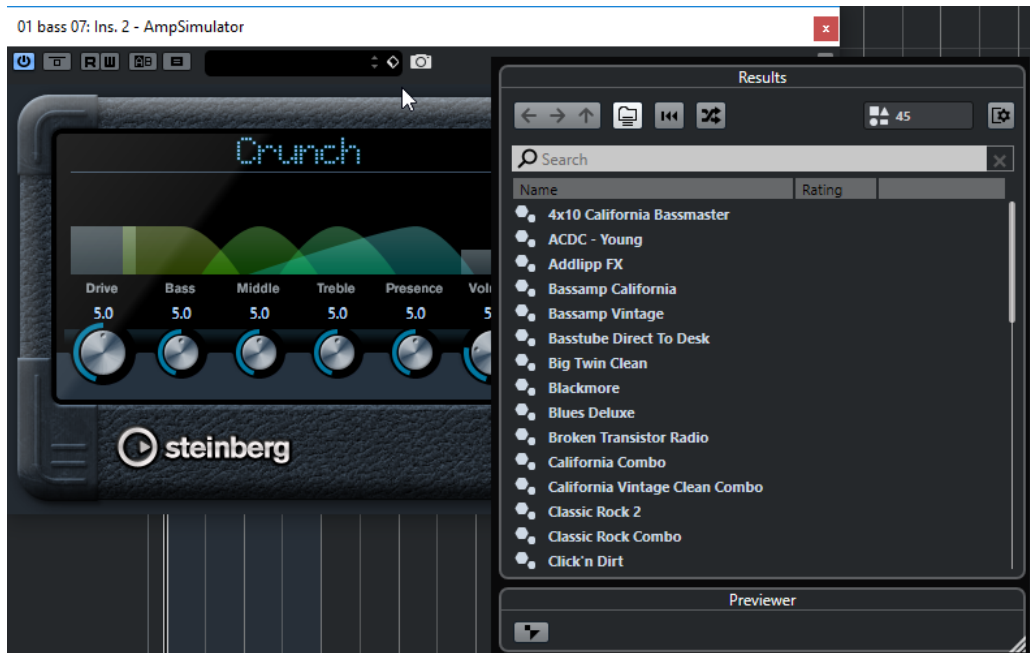 01 bass 07: Ins. 2 - AmpSimulator
x
R W
AB
Results
45
Search
Name Rating
4x10 California Bassmaster
ACDC - Young
Addlipp FX
Bassamp California
Bassamp Vintage
Basstube Direct To Desk
Big Twin Clean
Blackmore
Blues Deluxe
Broken Transistor Radio
California Combo
California Vintage Clean Combo
Classic Rock 2
Classic Rock Combo
Click'n Dirt
Previewer
Crunch
Drive Bass Middle Treble Presence Vol
5.0 5.0 5.0 5.0 5.0 5
steinberg